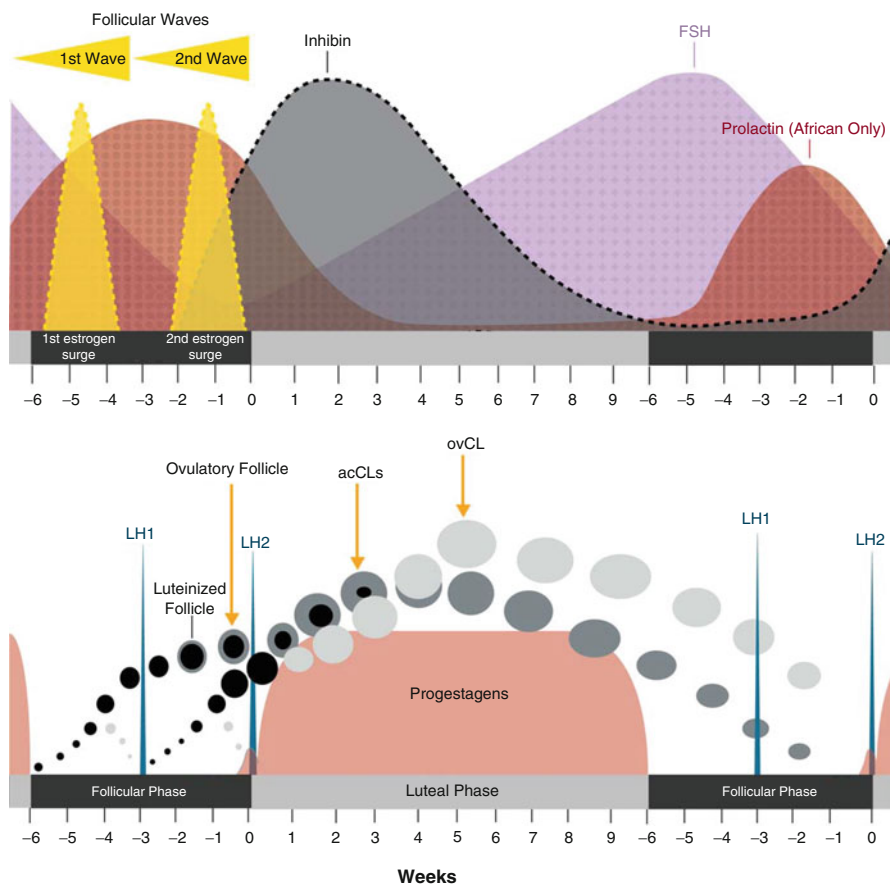 Follicular Waves
1st Wave
2nd Wave
Inhibin
FSH
Prolactin (African Only)
1st estrogen
surge
2nd estrogen
surge
–6 –5 –4 –3 –2 –1 0 1 2 3 4 5 6 7 8 9 –6 –5 –4 –3 –2 –1 0
ovCL
Ovulatory Follicle
acCLs
LH1
LH2
LH1
LH2
Luteinized
Follicle
Progestagens
Follicular Phase
Luteal Phase
Follicular Phase
–6 –5 –4 –3 –2 –1 0 1 2 3 4 5 6 7 8 9 –6 –5 –4 –3 –2 –1 0
Weeks